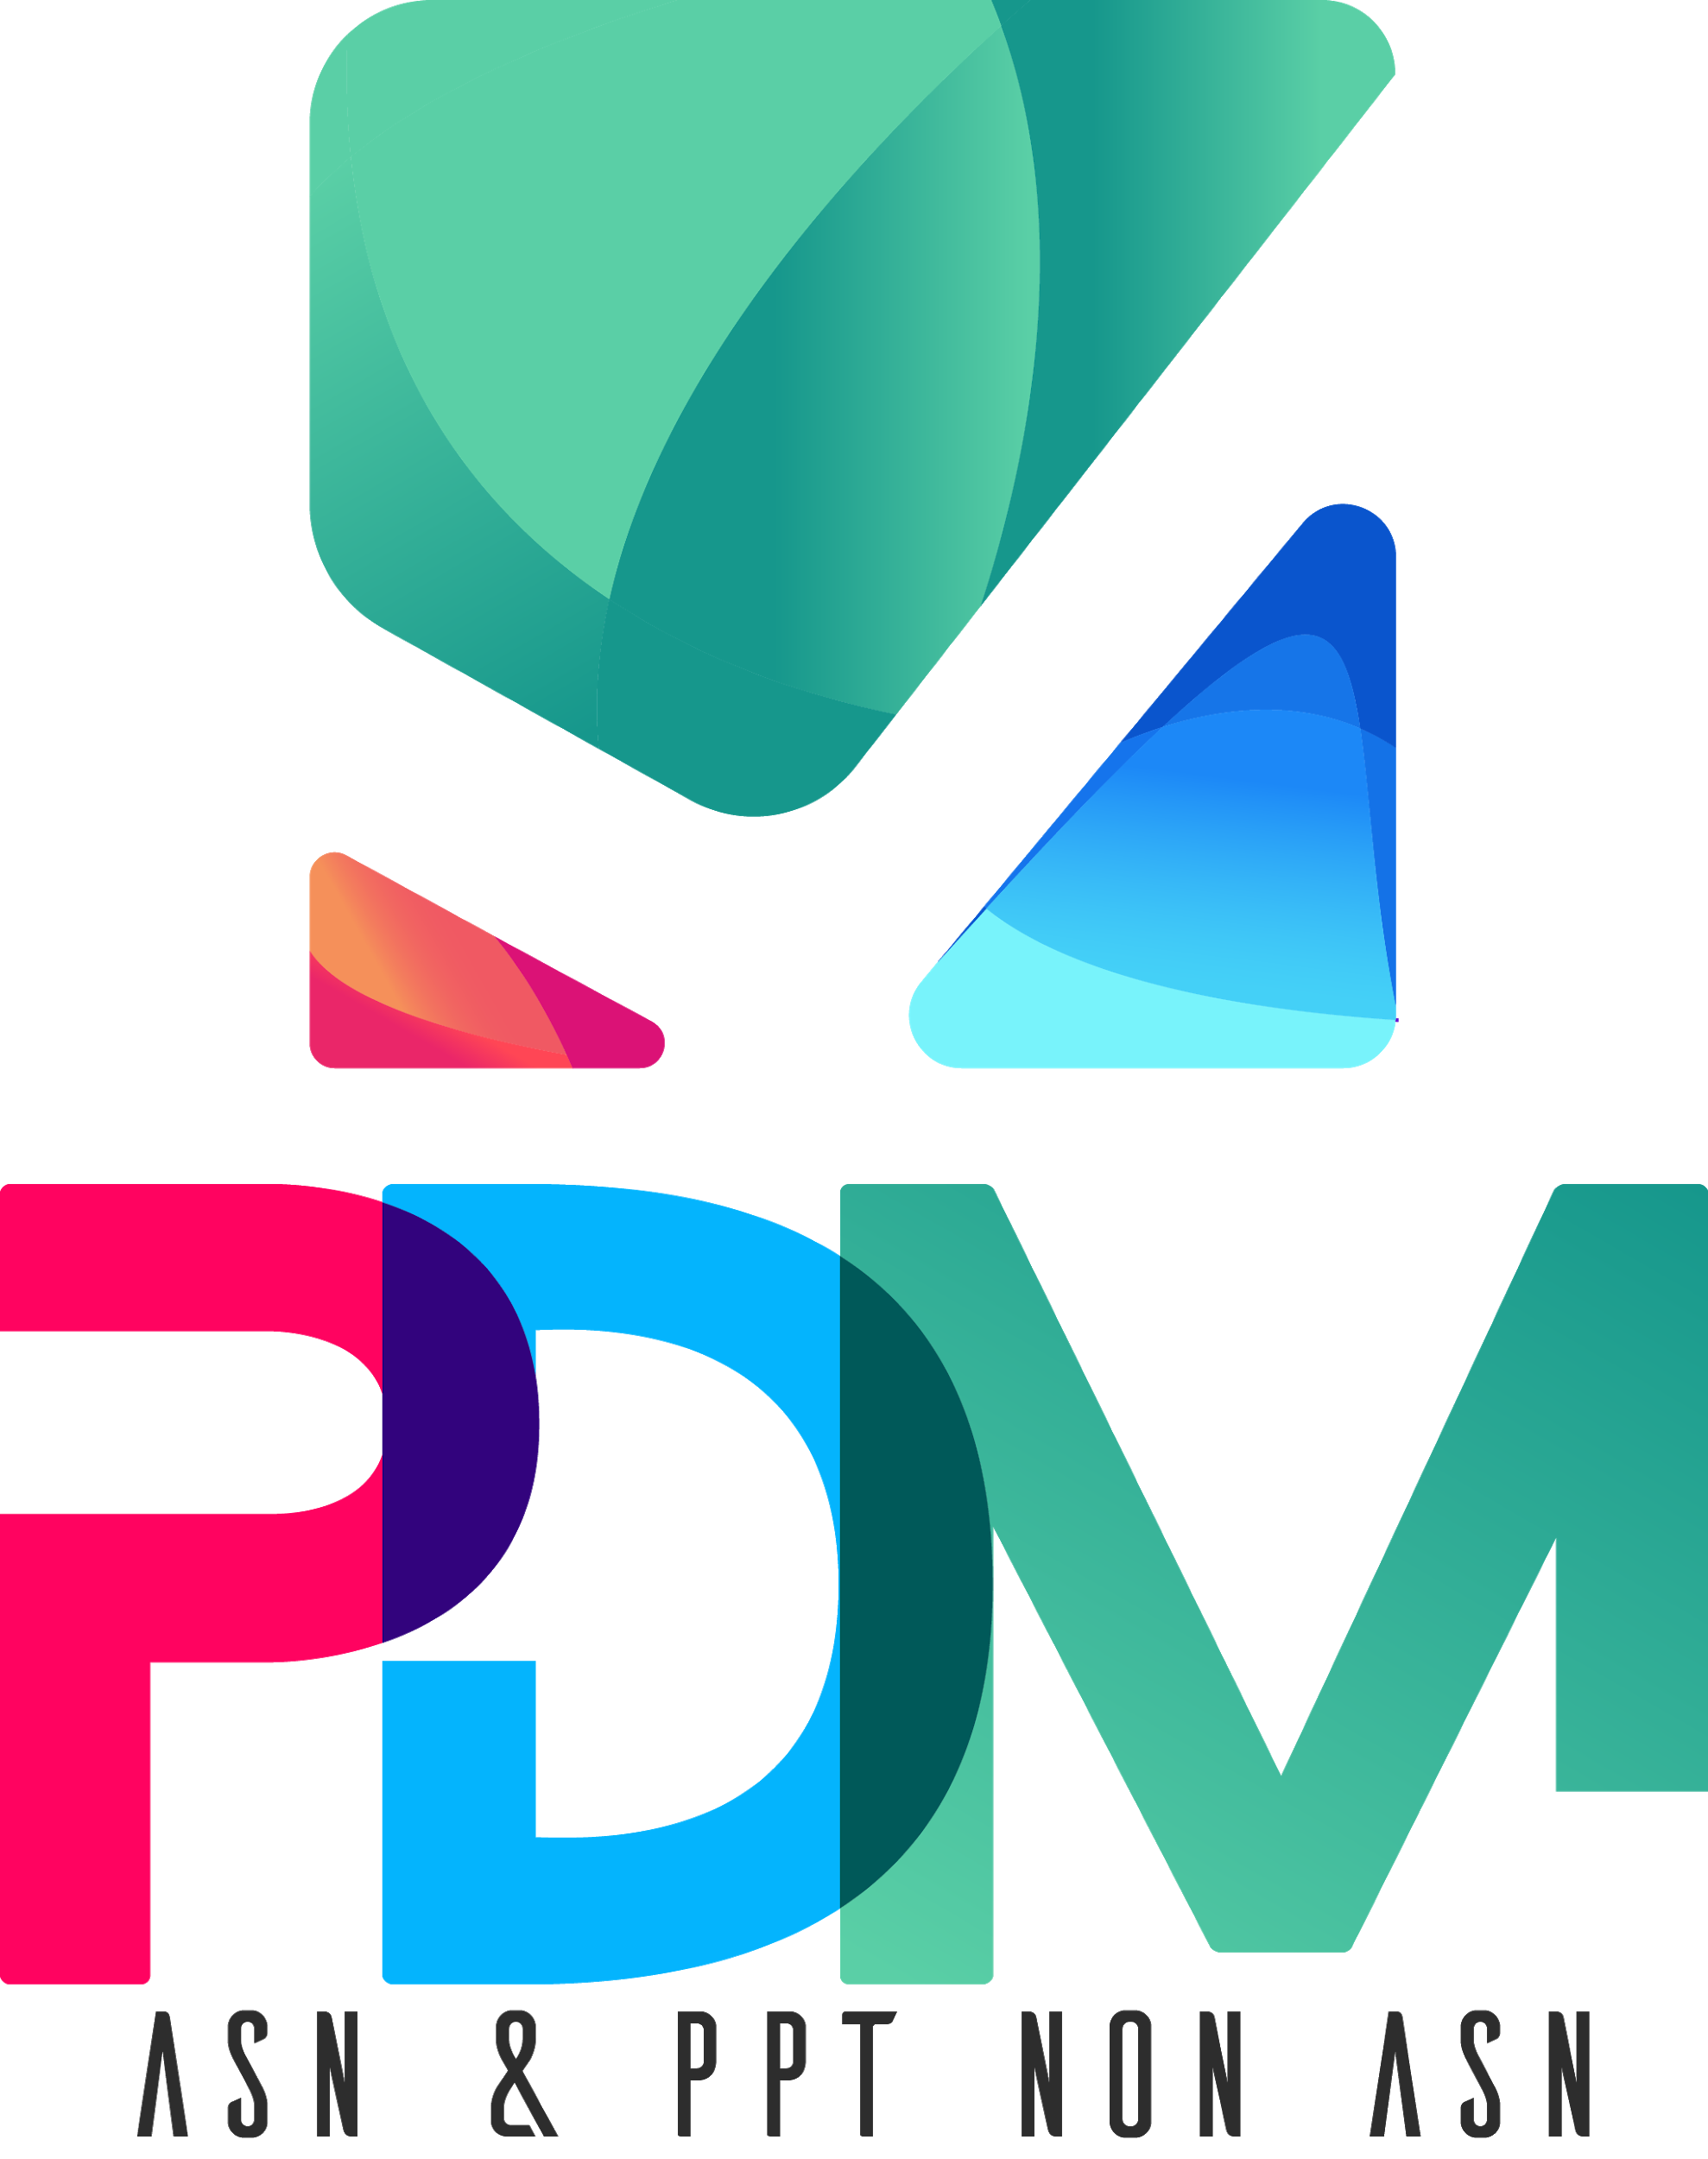 PDM
ASN & PPT NON ASN